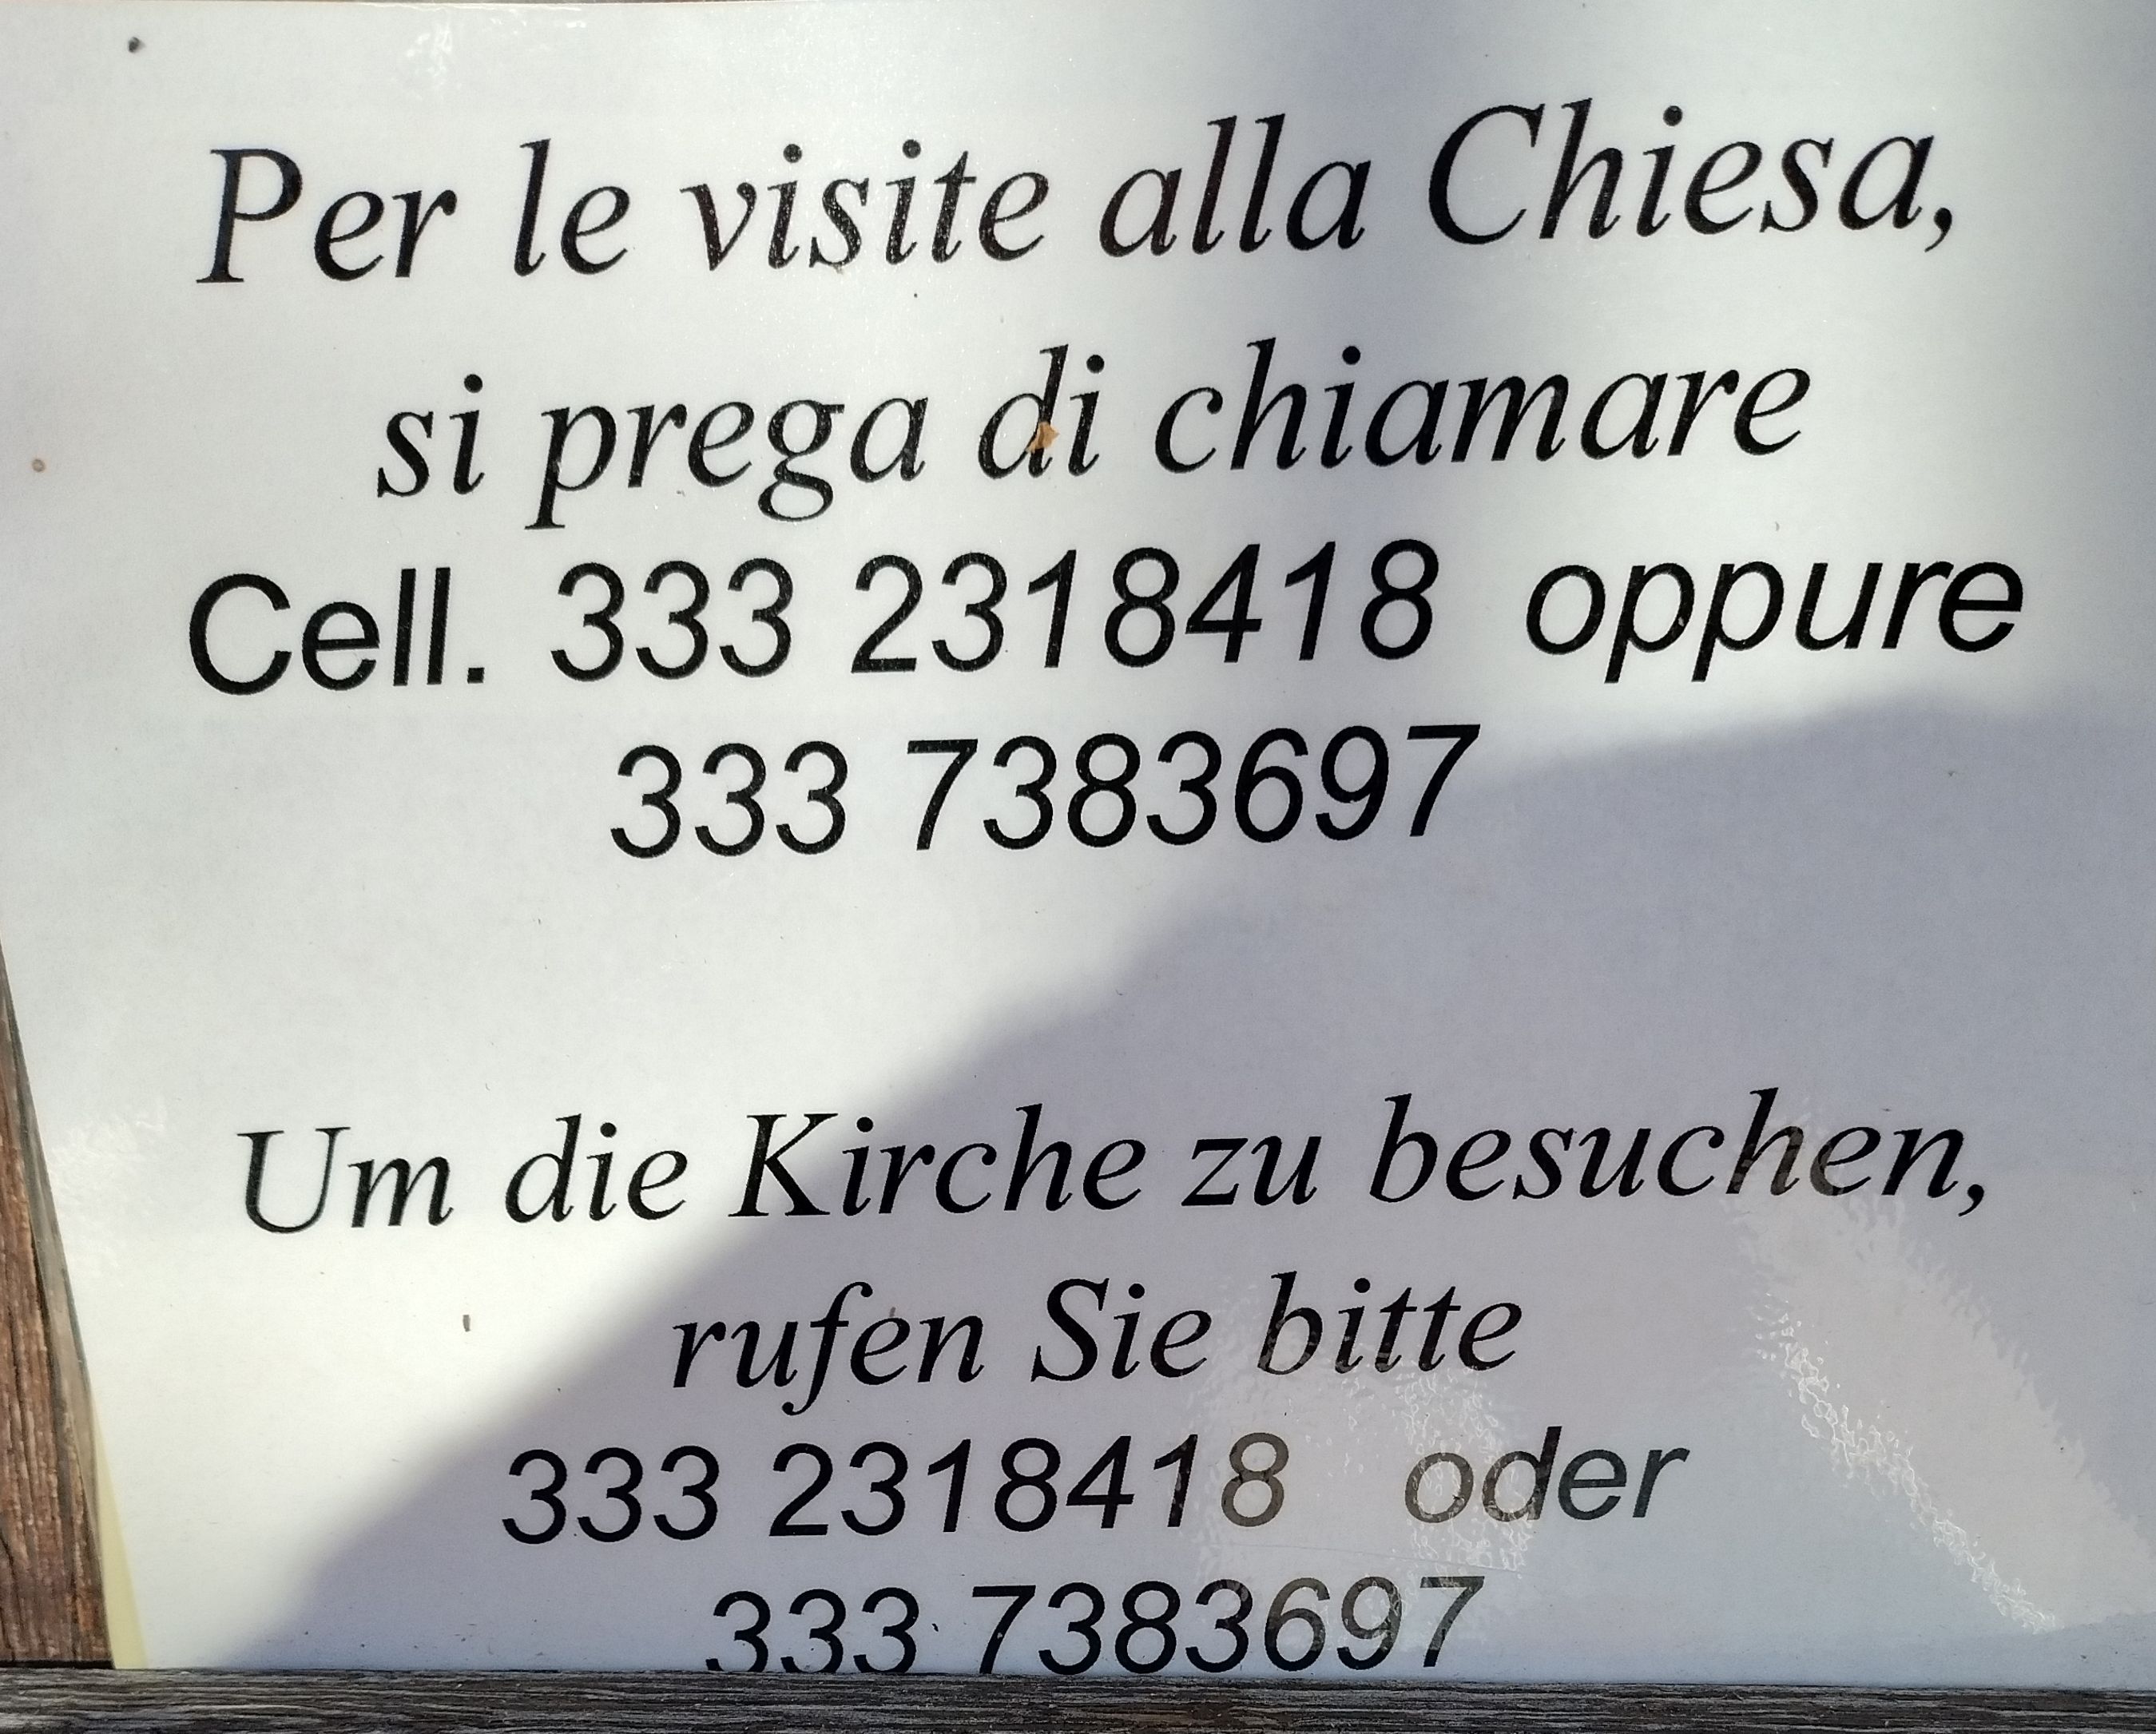 Per le visite alla Chiesa,
si prega di chiamare
Cell. 333 2318418 oppure
333 7383697
Um die Kirche zu besuchen,
rufen Sie bitte
333 2318418 oder
333 7383697